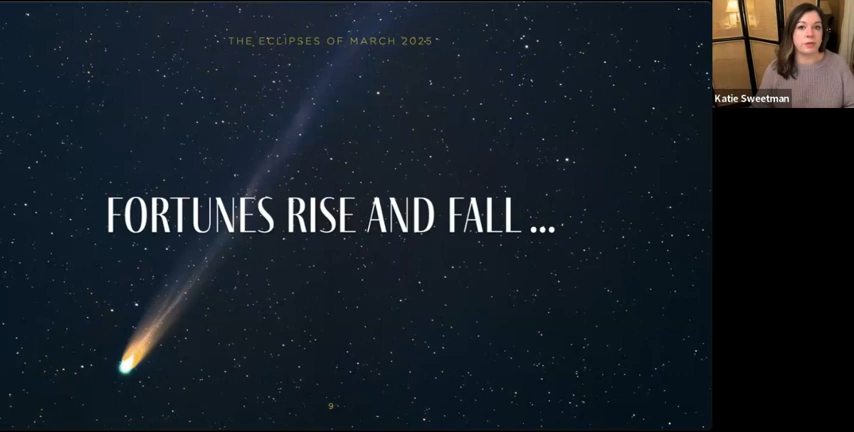 THE ECLIPSES OF MARCH 2025
Katie Sweetman
FORTUNES RISE AND FALL ...
9